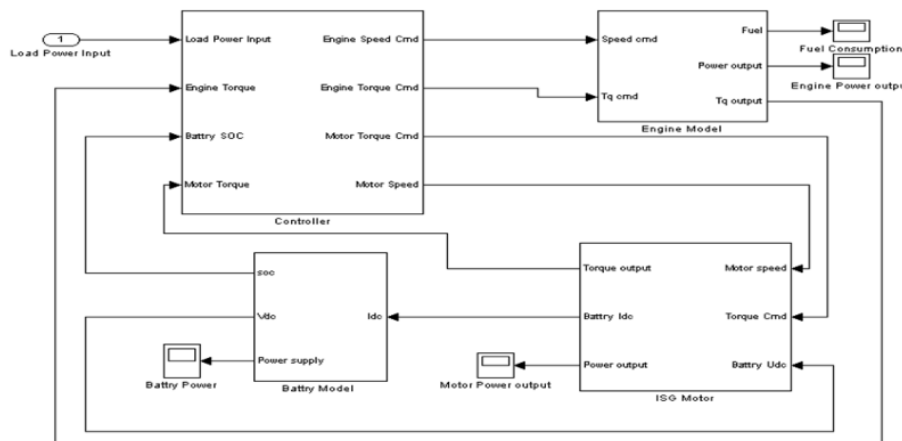 1
Load Power Input
Load Power Input
Engine Torque
Battry SOC
Motor Torque
Engine Speed Cmd
Engine Torque Cmd
Motor Torque Cmd
Motor Speed
Controller
Speed cmd
Tq cmd
Fuel
Power output
Tq output
Engine Model
Fuel Consumption
Engine Power outpu
soc
Vdc
Power supply
Idc
Battry Model
Battry Power
Torque output
Battry Idc
Power output
Motor speed
Torque Cmd
Battry Udc
ISG Motor
Motor Power output